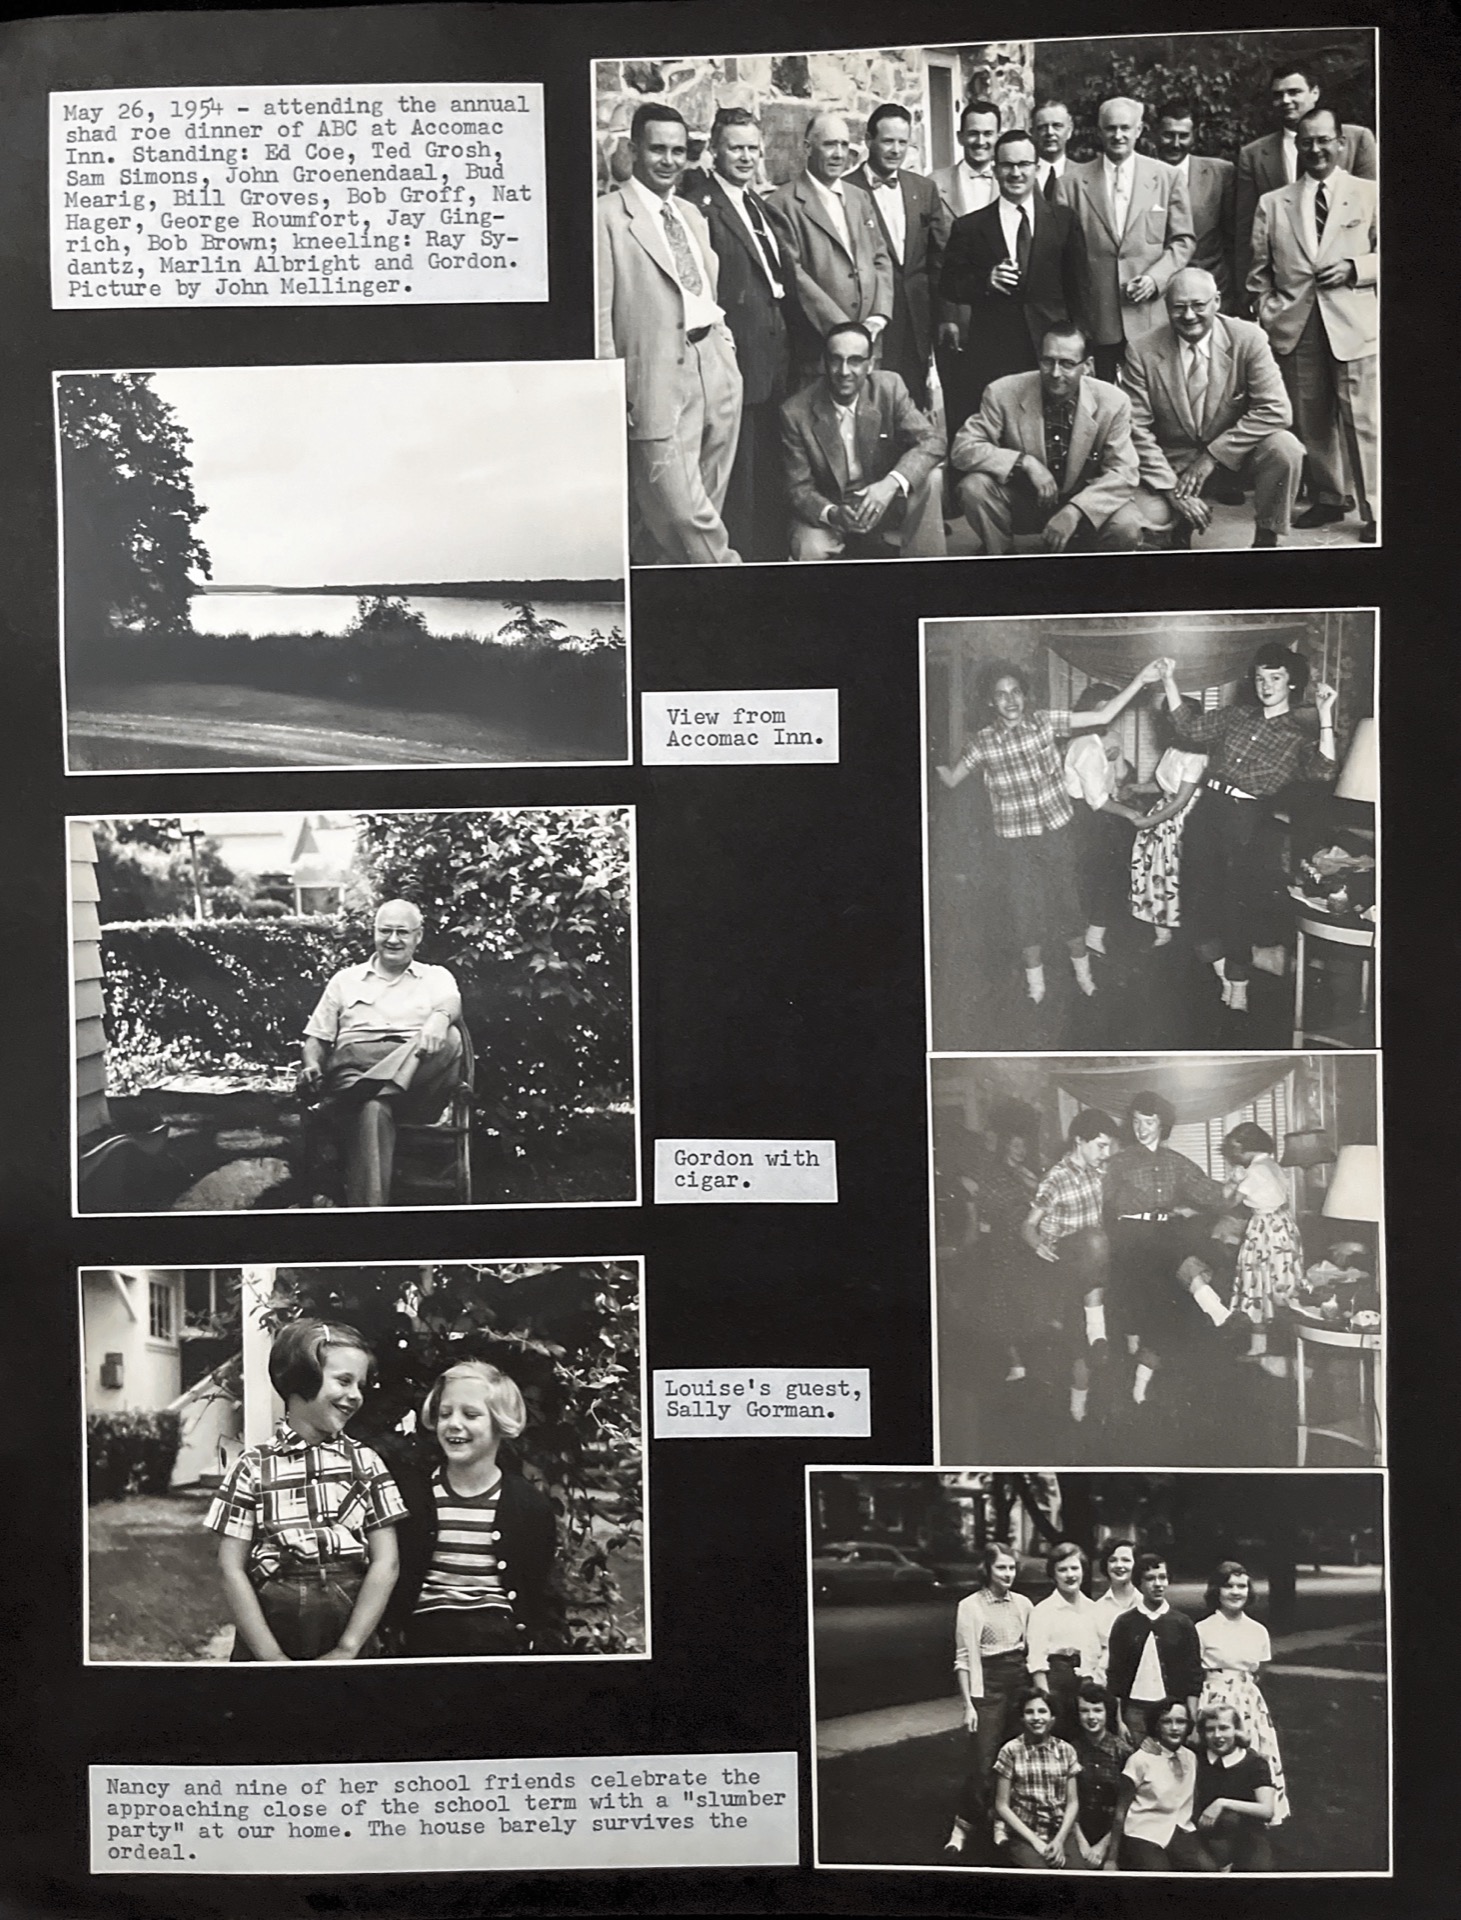 May 26, 1954 - attending the annual
shad roe dinner of ABC at Accomac
Inn. Standing: Ed Coe, Ted Grosh,
Sam Simons, John Groenendaal, Bud
Mearig, Bill Groves, Bob Groff, Nat
Hager, George Roumfort, Jay Ging-
rich, Bob Brown; kneeling: Ray Sy-
dantz, Marlin Albright and Gordon.
Picture by John Mellinger.
View from
Accomac Inn.
Gordon with
cigar.
Louise's guest,
Sally Gorman.
Nancy and nine of her school friends celebrate the
approaching close of the school term with a "slumber
party" at our home. The house barely survives the
ordeal.